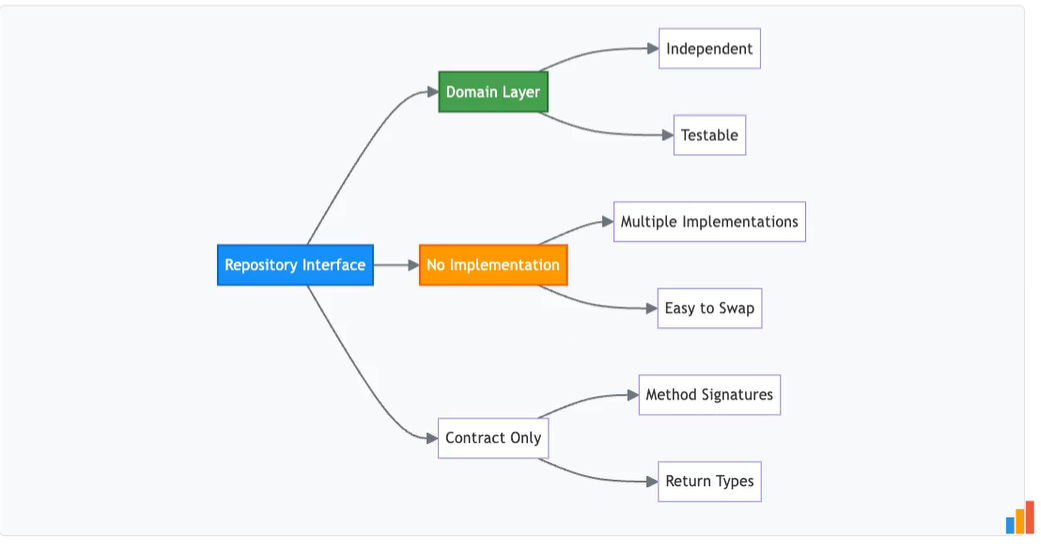 Independent
Domain Layer
Testable
Multiple Implementations
Repository Interface
No Implementation
Easy to Swap
Method Signatures
Contract Only
Return Types